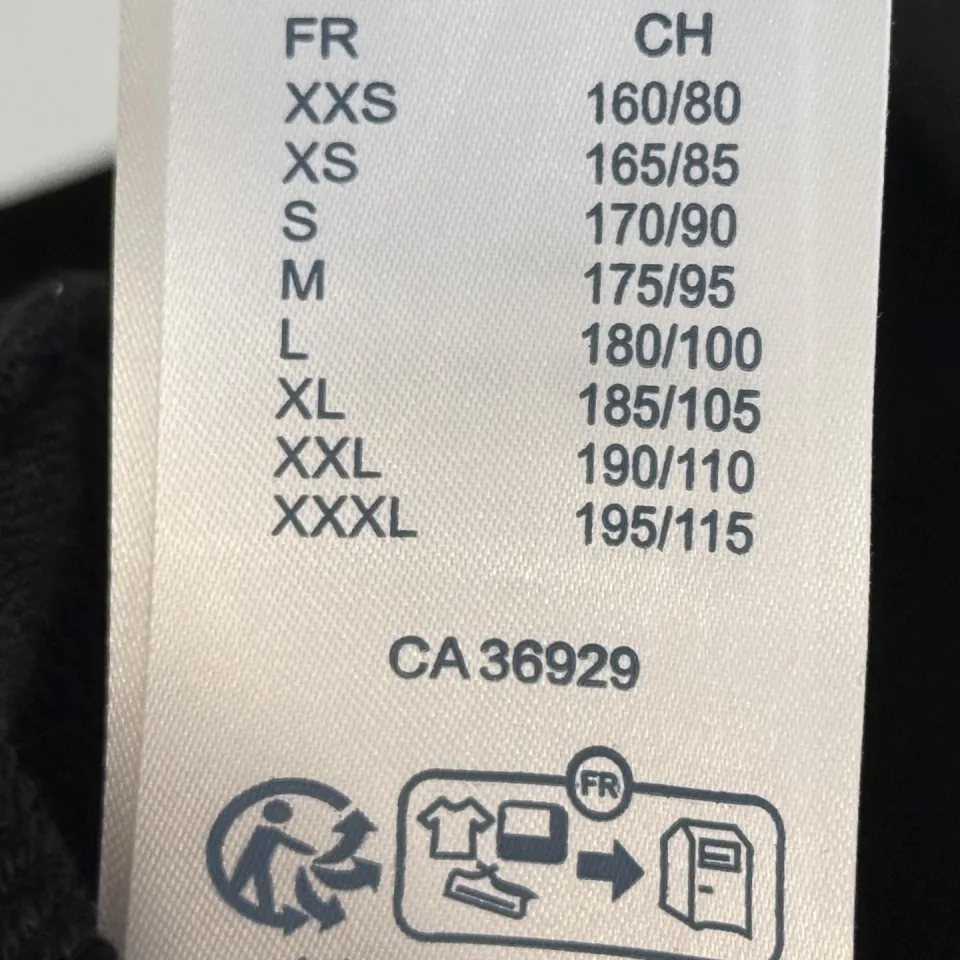 FR CH
XXS 160/80
XS 165/85
S 170/90
M 175/95
L 180/100
XL 185/105
XXL 190/110
XXXL 195/115
CA 36929
FR